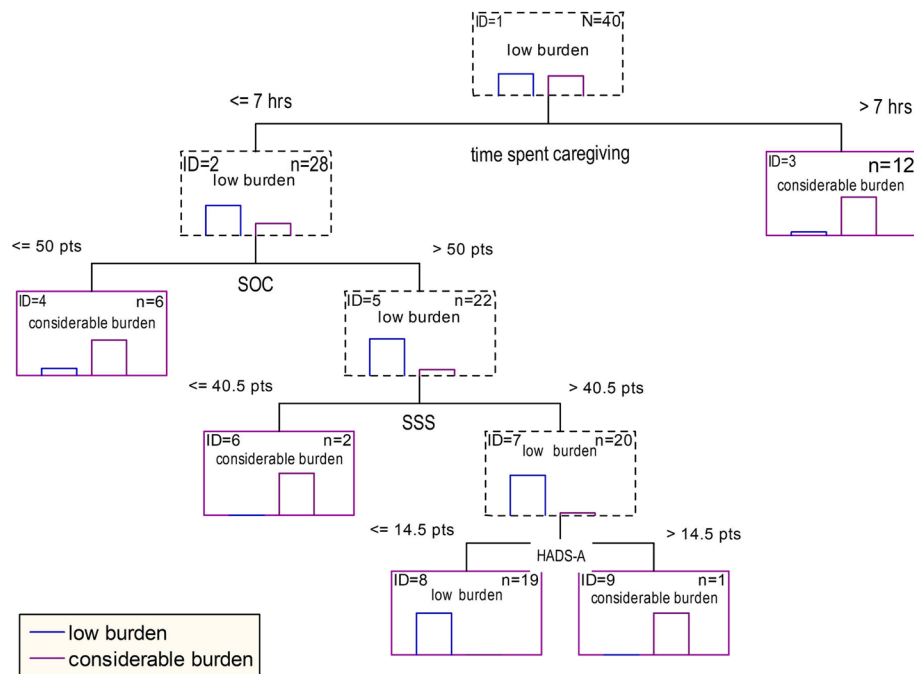 ID=1 N=40
low burden
<= 7 hrs > 7 hrs
time spent caregiving
ID=2 n=28
low burden
ID=3 n=12
considerable burden
<= 50 pts > 50 pts
SOC
ID=4 n=6
considerable burden
ID=5 n=22
low burden
<= 40.5 pts > 40.5 pts
SSS
ID=6 n=2
considerable burden
ID=7 n=20
low burden
<= 14.5 pts > 14.5 pts
HADS-A
ID=8 n=19
low burden
ID=9 n=1
considerable burden
low burden
considerable burden